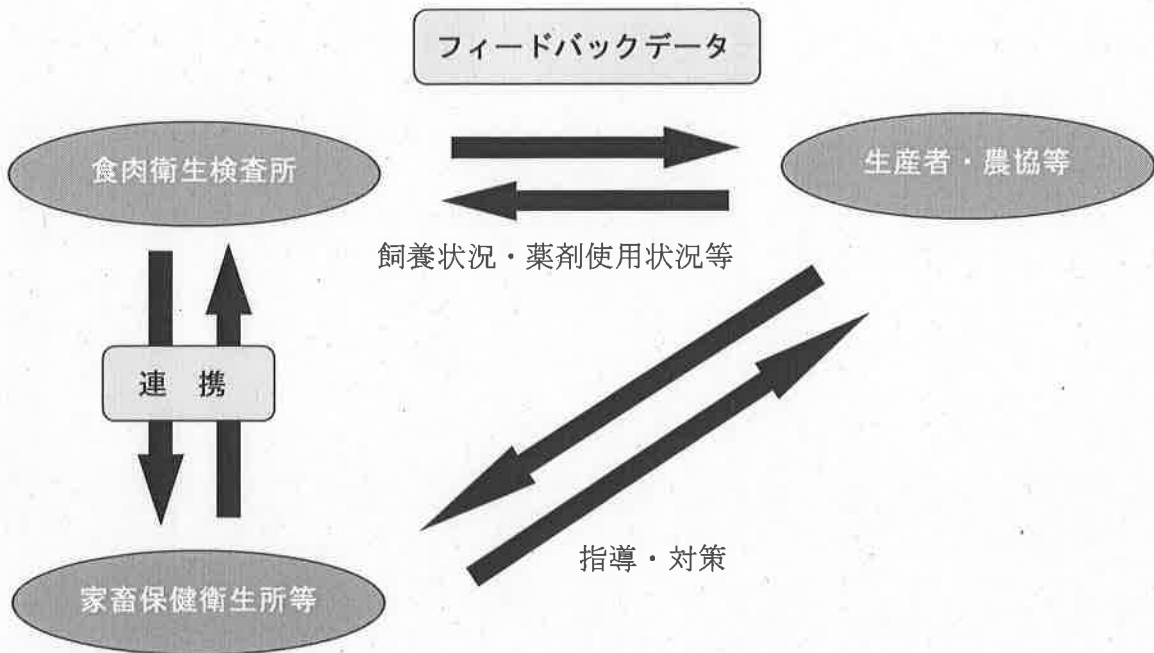 フィードバックデータ
食肉衛生検査所
生産者・農協等
飼養状況・薬剤使用状況等
連 携
指導・対策
家畜保健衛生所等